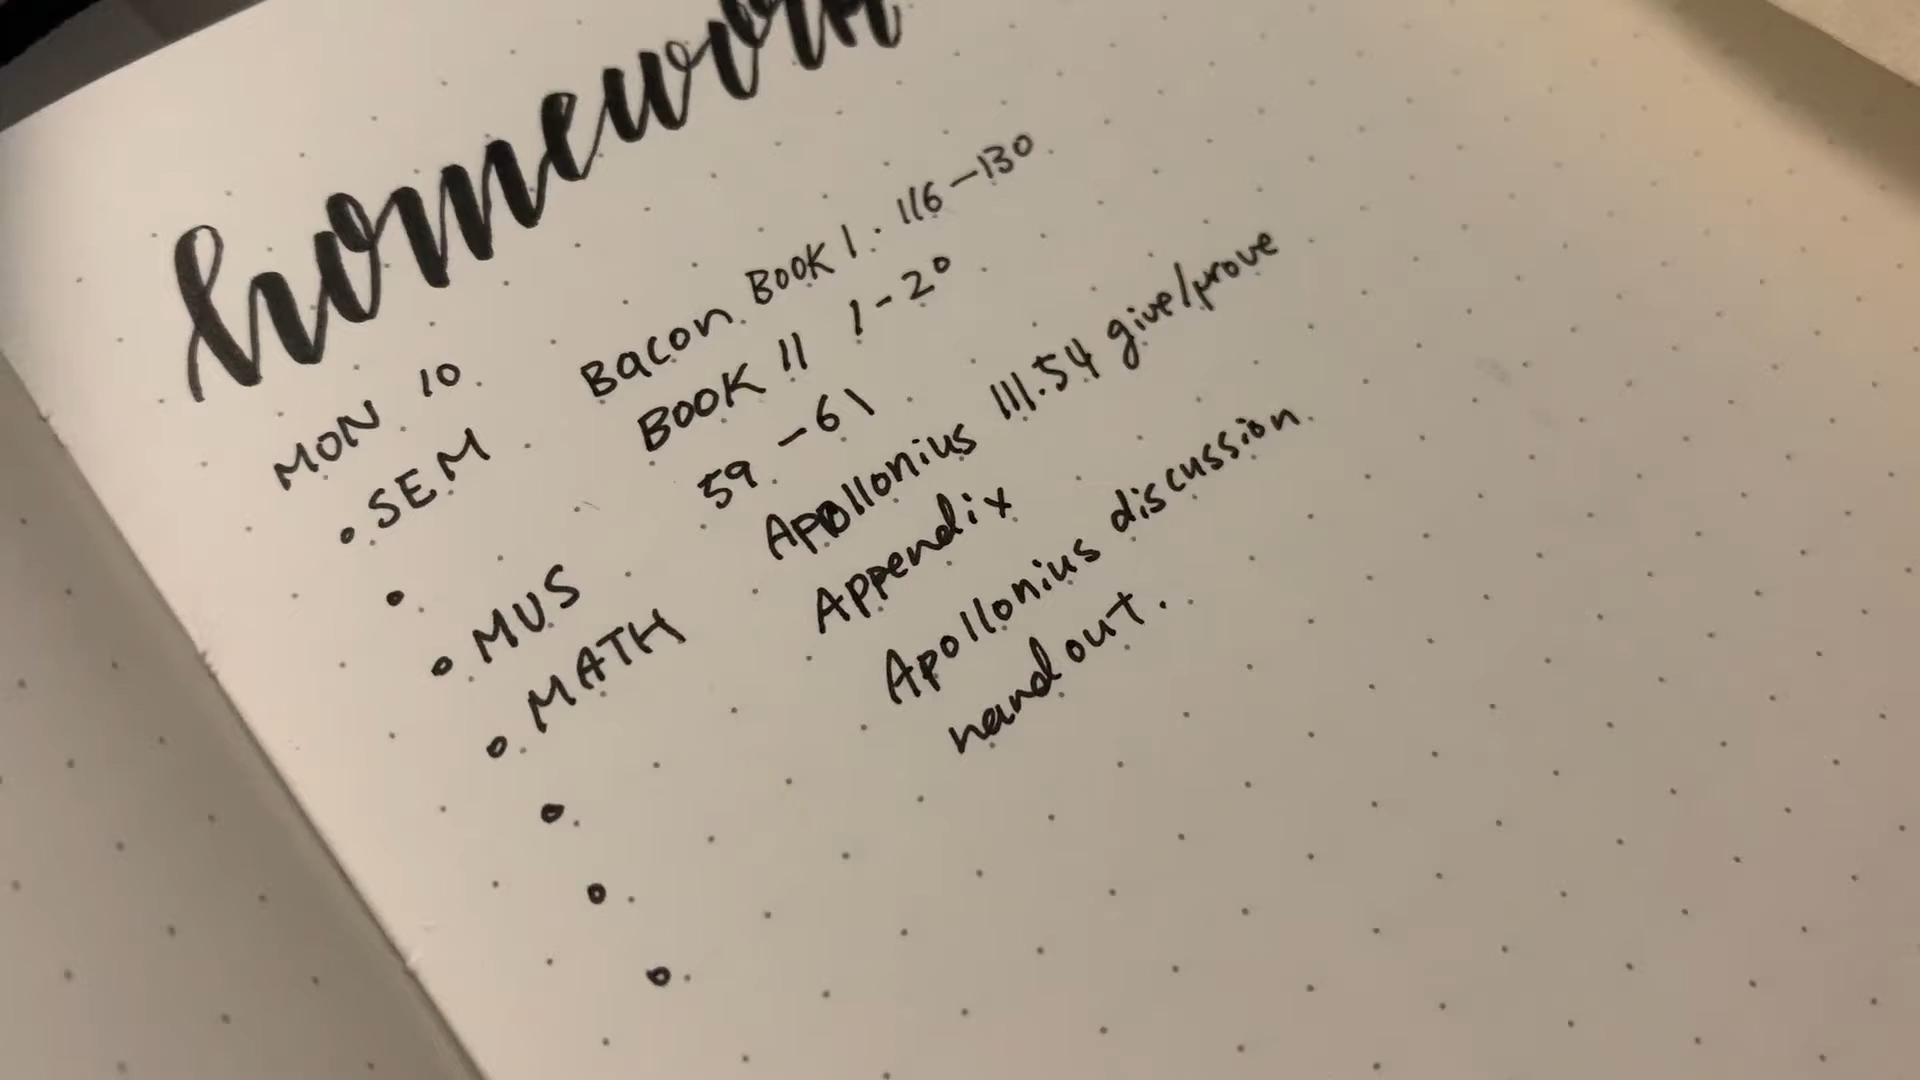 homework
MON 10
• SEM Bacon BOOK I. 116-130
• BOOK II 1-20
• MUS 59-61
• MATH Apollonius III.54 give/prove
• Appendix
• Apollonius discussion
• handout.